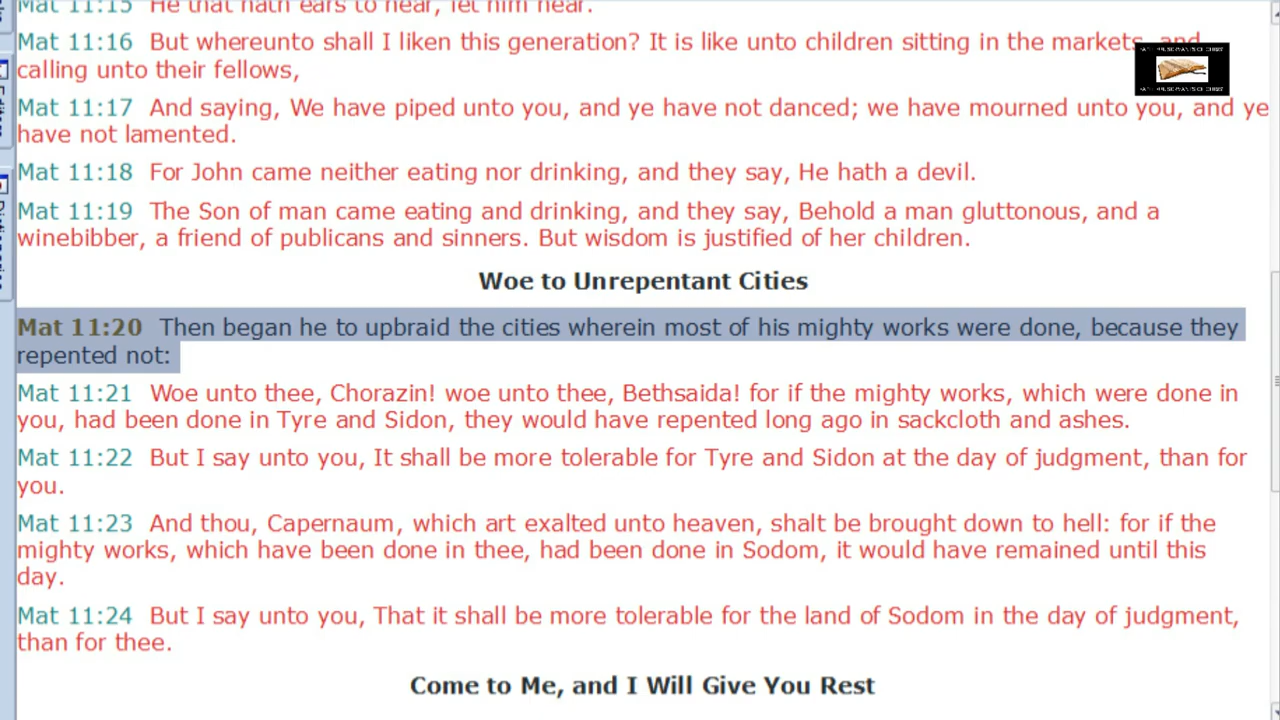 Mat 11:15 He that hath ears to hear, let him hear.
Mat 11:16 But whereunto shall I liken this generation? It is like unto children sitting in the markets, and
calling unto their fellows,
Mat 11:17 And saying, We have piped unto you, and ye have not danced; we have mourned unto you, and ye
have not lamented.
Mat 11:18 For John came neither eating nor drinking, and they say, He hath a devil.
Mat 11:19 The Son of man came eating and drinking, and they say, Behold a man gluttonous, and a
winebibber, a friend of publicans and sinners. But wisdom is justified of her children.
Woe to Unrepentant Cities
Mat 11:20 Then began he to upbraid the cities wherein most of his mighty works were done, because they
repented not:
Mat 11:21 Woe unto thee, Chorazin! woe unto thee, Bethsaida! for if the mighty works, which were done in
you, had been done in Tyre and Sidon, they would have repented long ago in sackcloth and ashes.
Mat 11:22 But I say unto you, It shall be more tolerable for Tyre and Sidon at the day of judgment, than for
you.
Mat 11:23 And thou, Capernaum, which art exalted unto heaven, shalt be brought down to hell: for if the
mighty works, which have been done in thee, had been done in Sodom, it would have remained until this
day.
Mat 11:24 But I say unto you, That it shall be more tolerable for the land of Sodom in the day of judgment,
than for thee.
Come to Me, and I Will Give You Rest